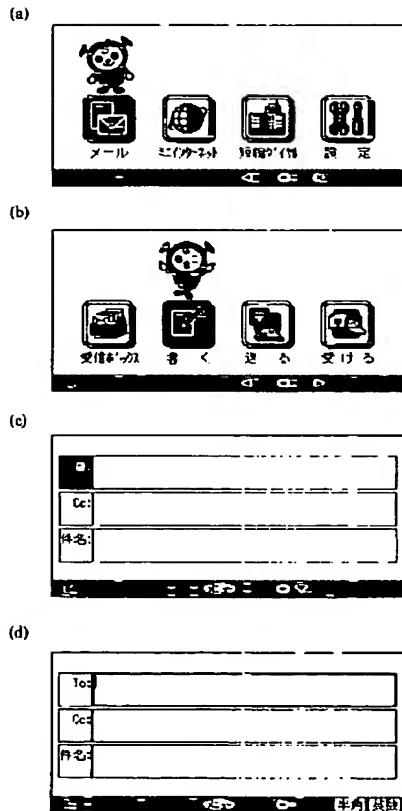 (a)
メール ミニインターネット 短縮ダイヤル 設定
(b)
受信ボックス 書く 送る 受ける
(c)
Cc:
件名:
(d)
To:
Cc:
件名:
半角